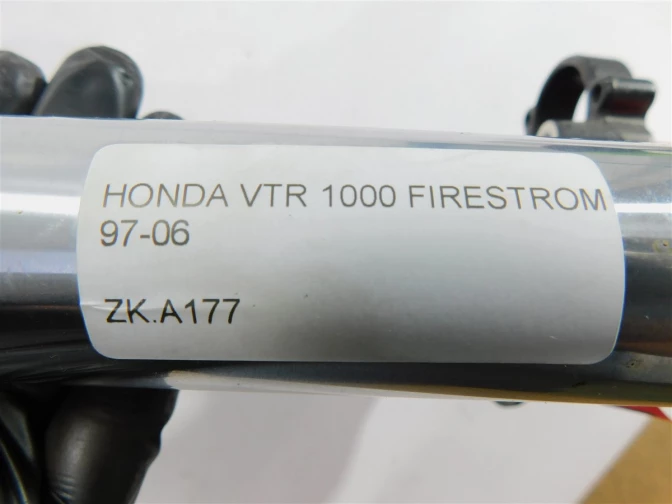 HONDA VTR 1000 FIRESTROM
97-06
ZK.A177